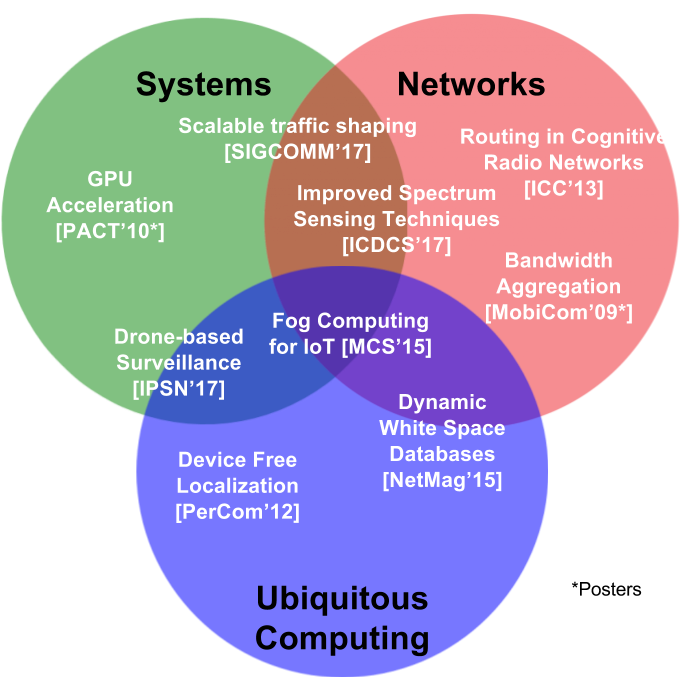 Systems
Networks
Scalable traffic shaping
[SIGCOMM’17]
Routing in Cognitive
Radio Networks
[ICC’13]
GPU
Acceleration
[PACT’10*]
Improved Spectrum
Sensing Techniques
[ICDCS’17]
Bandwidth
Aggregation
[MobiCom’09*]
Drone-based
Surveillance
[IPSN’17]
Fog Computing
for IoT [MCS’15]
Dynamic
White Space
Databases
[NetMag’15]
Device Free
Localization
[PerCom’12]
Ubiquitous
Computing
*Posters